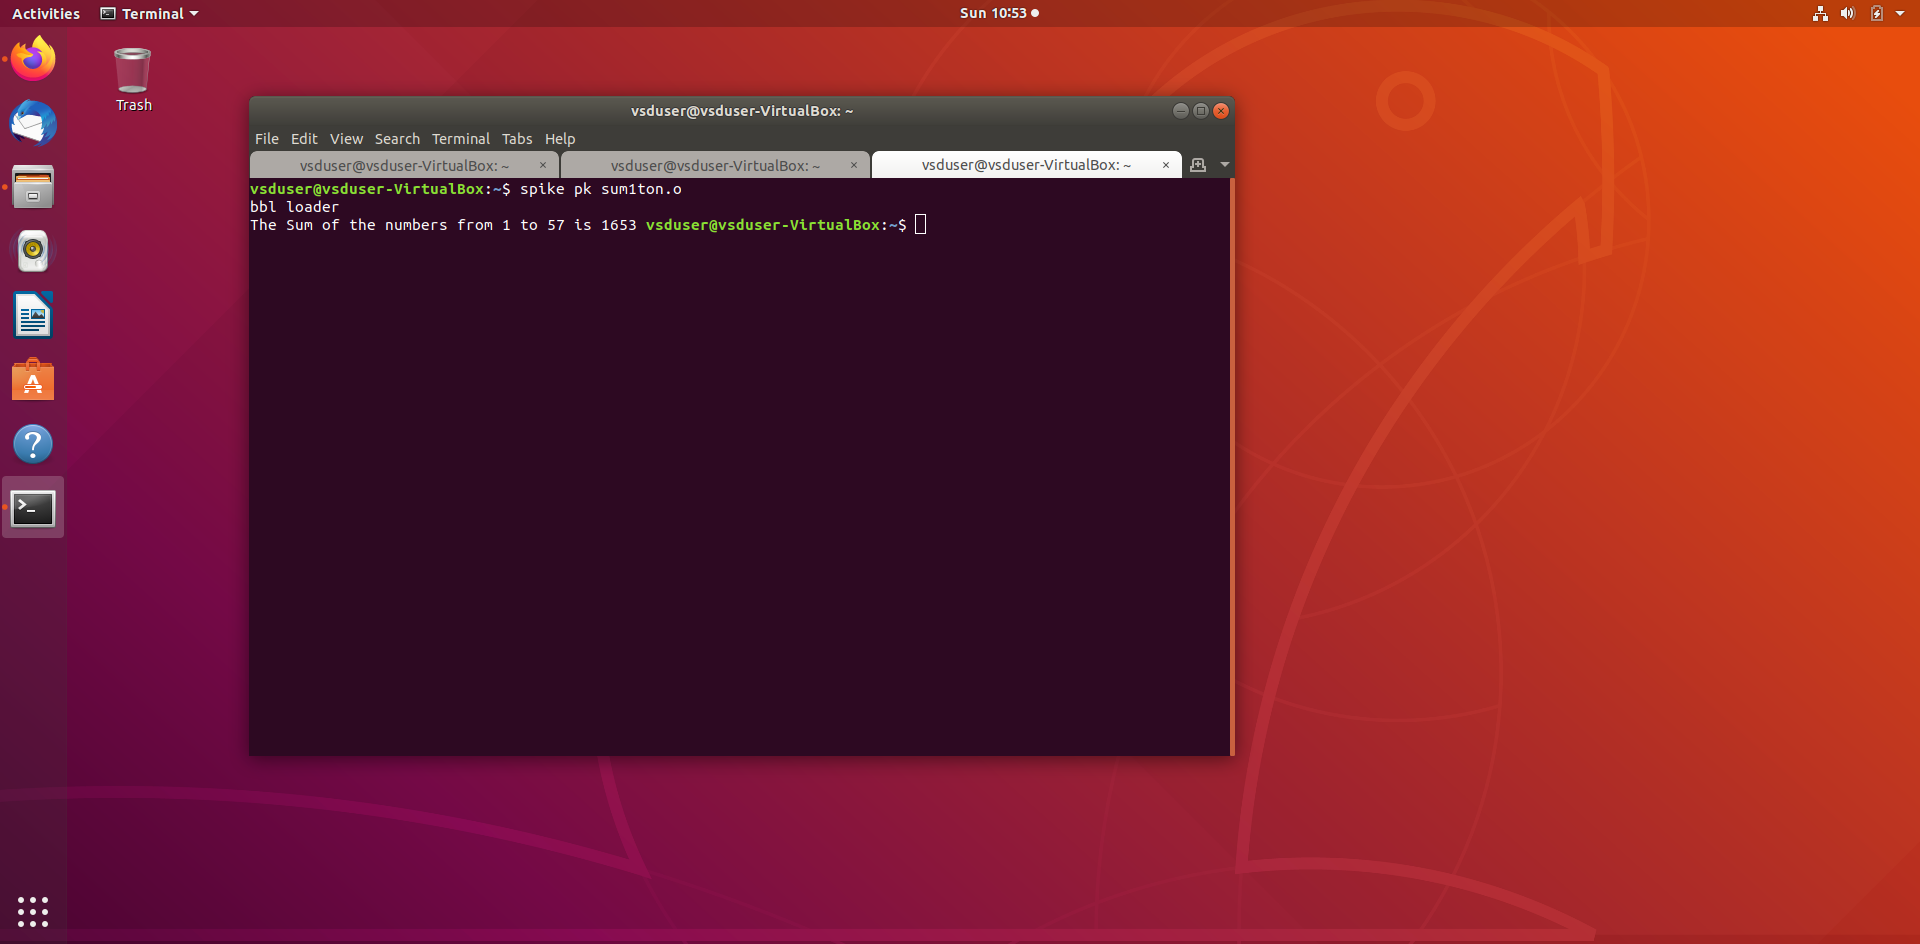 Activities Terminal Sun 10:53
Trash
vsduser@vsduser-VirtualBox: ~
File Edit View Search Terminal Tabs Help
vsduser@vsduser-VirtualBox: ~ vsduser@vsduser-VirtualBox: ~ vsduser@vsduser-VirtualBox: ~
vsduser@vsduser-VirtualBox:~$ spike pk sum1ton.o
bbl loader
The Sum of the numbers from 1 to 57 is 1653 vsduser@vsduser-VirtualBox:~$